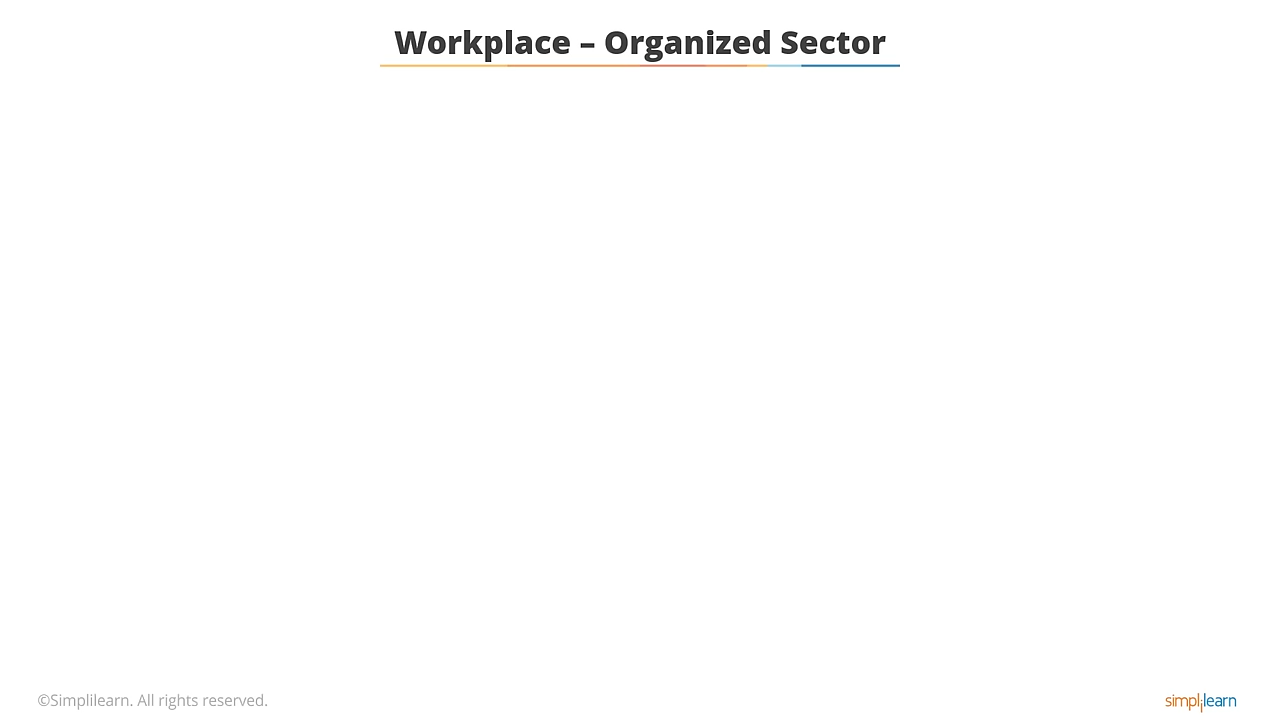 Workplace – Organized Sector
©Simplilearn. All rights reserved.
simplilearn